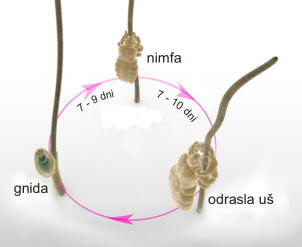 nimfa
7 - 9 dni
7 - 10 dni
gnida
odrasla uš